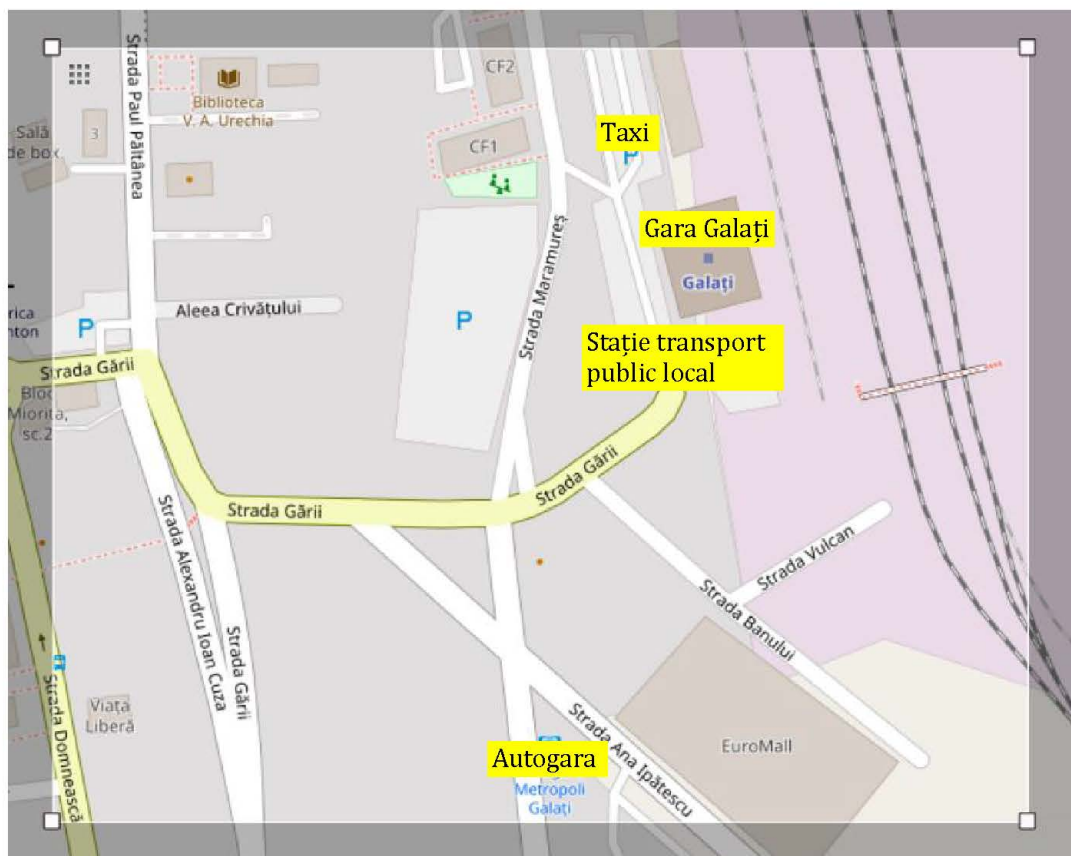 Strada Paul Păltânea
CF2
Biblioteca
V. A. Urechia
Taxi
P
Sală
de box
3
CF1
Strada Maramureș
Gara Galați
Galați
rica
nton
P
Aleea Crivățului
P
Stație transport
public local
Strada Gării
Bloc
Miorița,
sc.2
Strada Gării
Strada Gării
Strada Alexandru Ioan Cuza
Strada Gării
Strada Vulcan
Strada Banului
Strada Domnească
Viața
Liberă
EuroMall
Strada Ana Ipătescu
Autogara
Metropoli
Galați